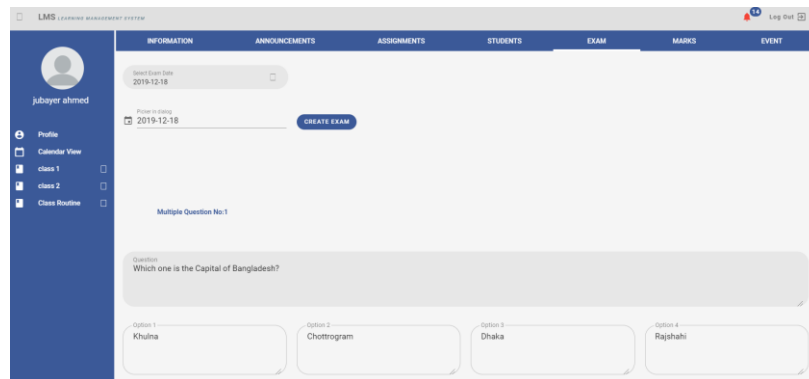 LMS LEARNING MANAGEMENT SYSTEM
14
Log Out
jubayer ahmed
Profile
Calendar View
class 1
class 2
Class Routine
INFORMATION ANNOUNCEMENTS ASSIGNMENTS STUDENTS EXAM MARKS EVENT
Select Exam Date
2019-12-18
Picker in dialog
2019-12-18
CREATE EXAM
Multiple Question No:1
Question
Which one is the Capital of Bangladesh?
Option 1
Khulna
Option 2
Chottrogram
Option 3
Dhaka
Option 4
Rajshahi